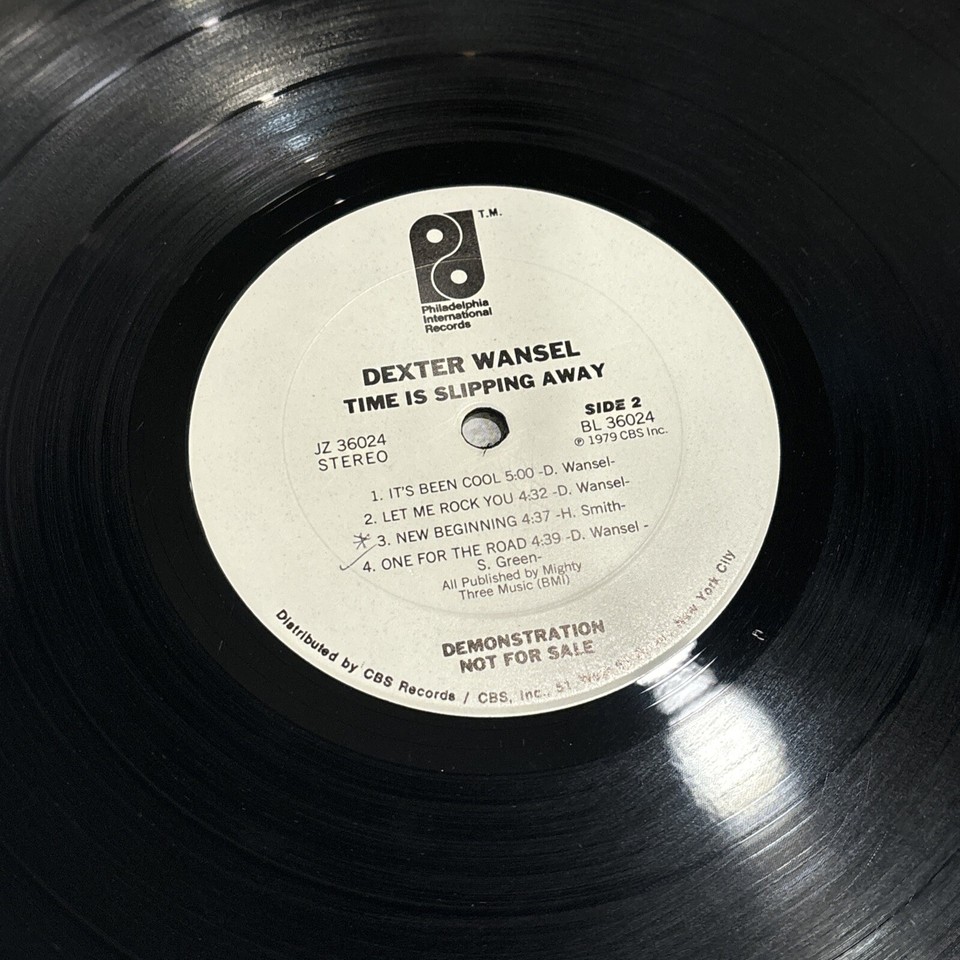 T.M.
Philadelphia
International
Records
DEXTER WANSEL
TIME IS SLIPPING AWAY
JZ 36024
STEREO
SIDE 2
BL 36024
℗ 1979 CBS Inc.
1. IT'S BEEN COOL 5:00 -D. Wansel-
2. LET ME ROCK YOU 4:32 -D. Wansel-
3. NEW BEGINNING 4:37 -H. Smith-
4. ONE FOR THE ROAD 4:39 -D. Wansel -
S. Green-
All Published by Mighty
Three Music (BMI)
DEMONSTRATION
NOT FOR SALE
Distributed by CBS Records / CBS, Inc., 51 New York City